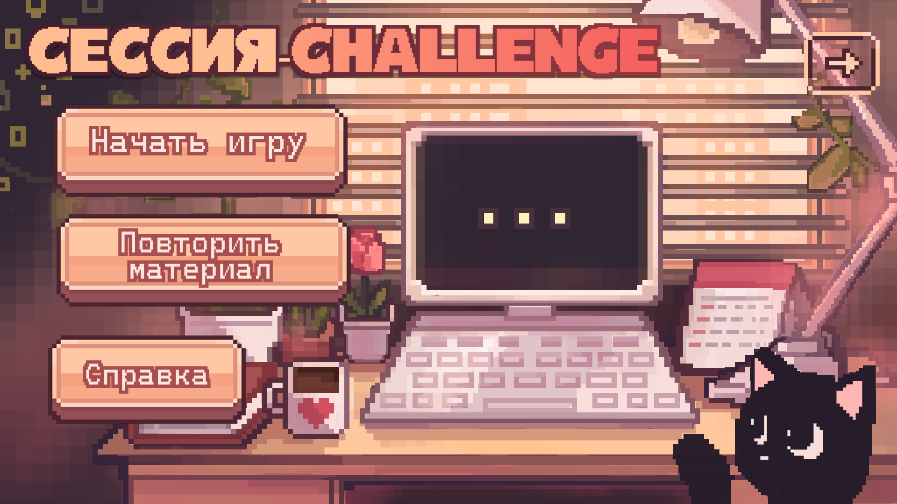 СЕССИЯ-CHALLENGE
Начать игру
Повторить
материал
Справка